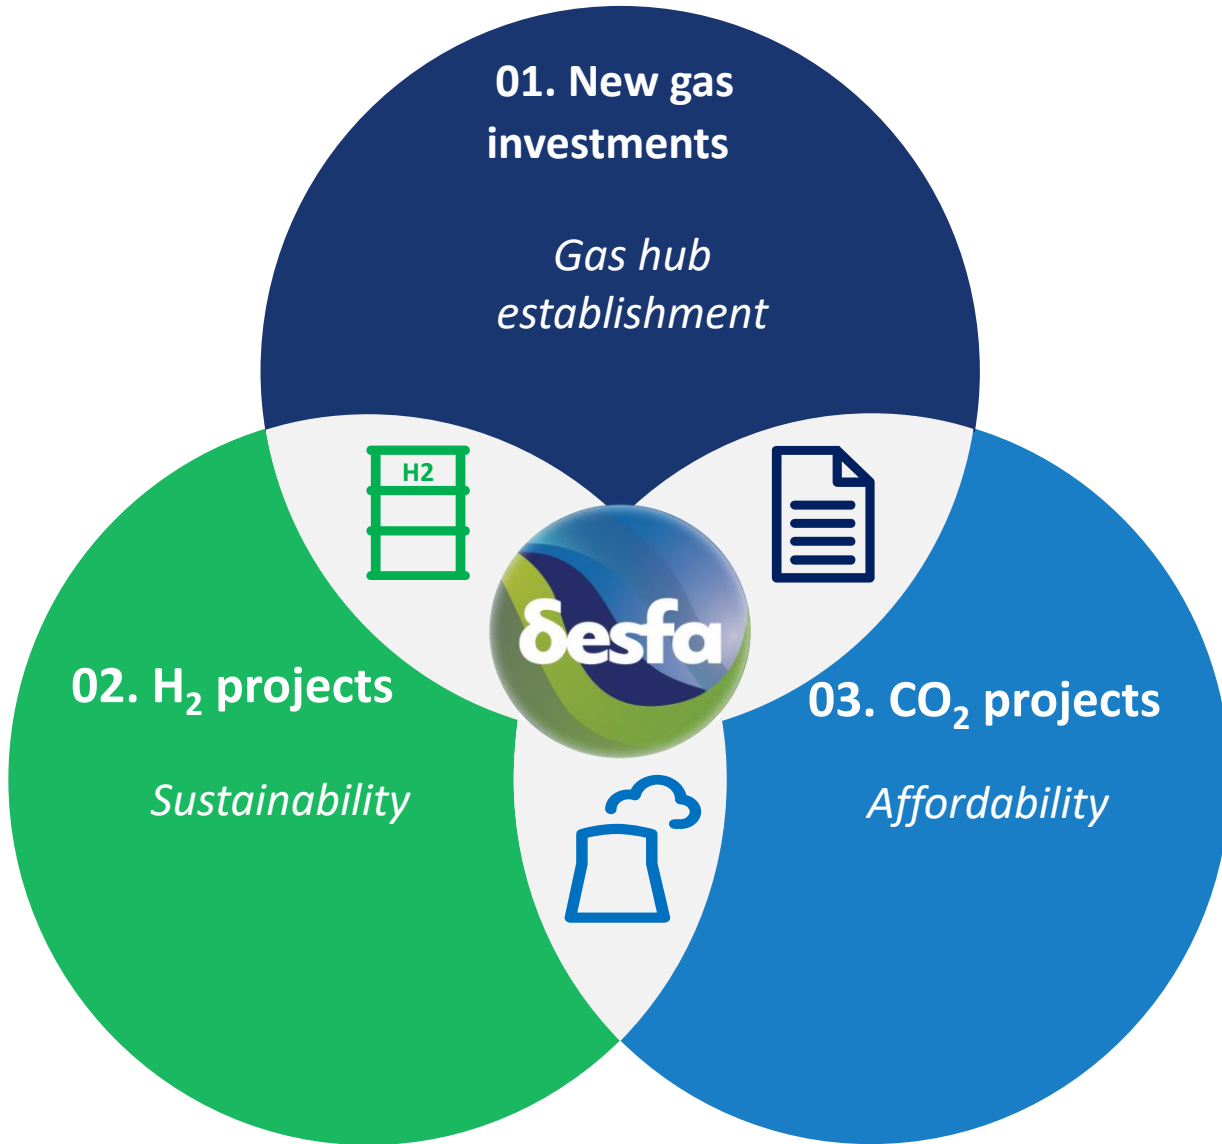 01. New gas
investments
Gas hub
establishment
H2
δesfa
02. H₂ projects
Sustainability
03. CO₂ projects
Affordability